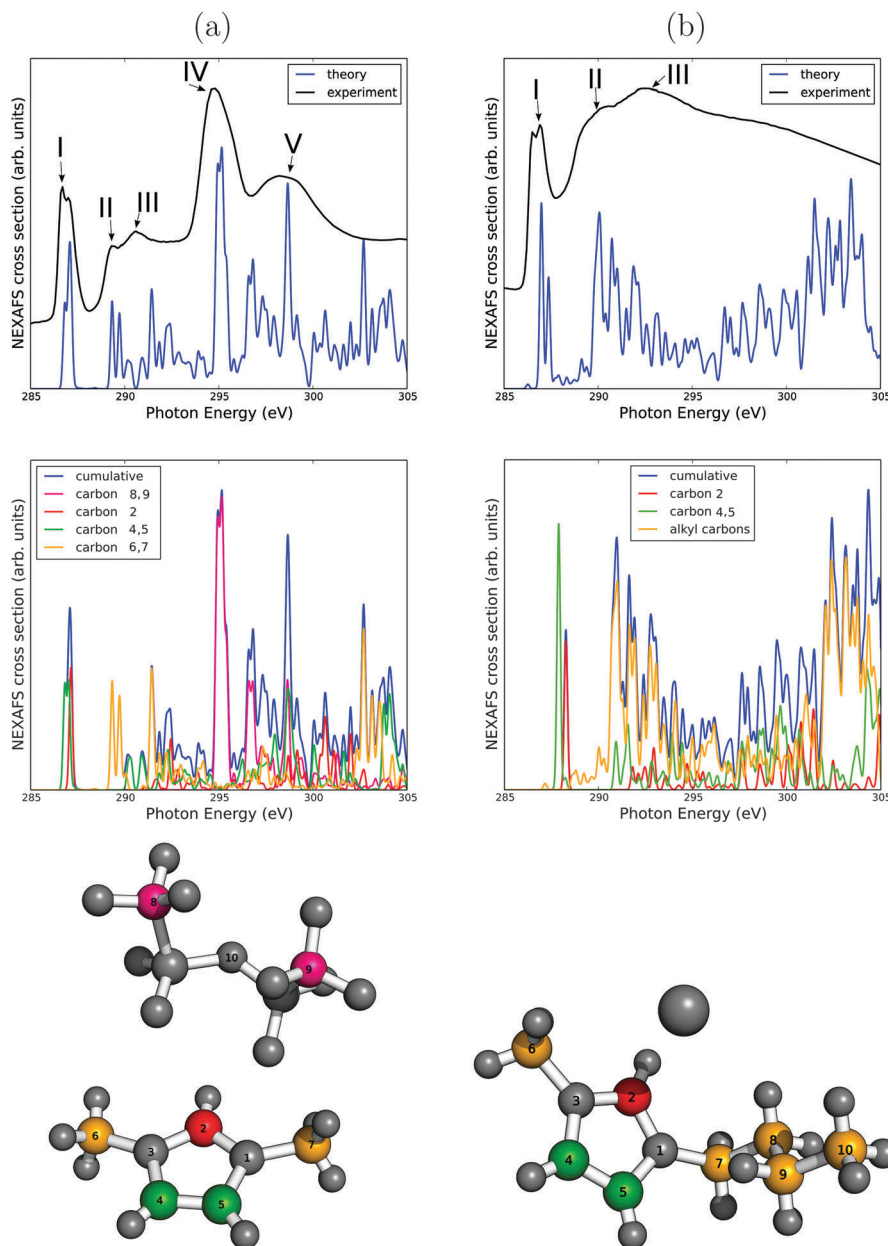 (a)
(b)
NEXAFS cross section (arb. units)
I
II
III
IV
V
theory
experiment
285
290
295
300
305
Photon Energy (eV)
NEXAFS cross section (arb. units)
I
II
III
theory
experiment
285
290
295
300
305
Photon Energy (eV)
NEXAFS cross section (arb. units)
cumulative
carbon 8,9
carbon 2
carbon 4,5
carbon 6,7
285
290
295
300
305
Photon Energy (eV)
NEXAFS cross section (arb. units)
cumulative
carbon 2
carbon 4,5
alkyl carbons
285
290
295
300
305
Photon Energy (eV)
8
10
9
6
2
7
3
1
4
5
6
3
2
4
1
5
7
8
9
10